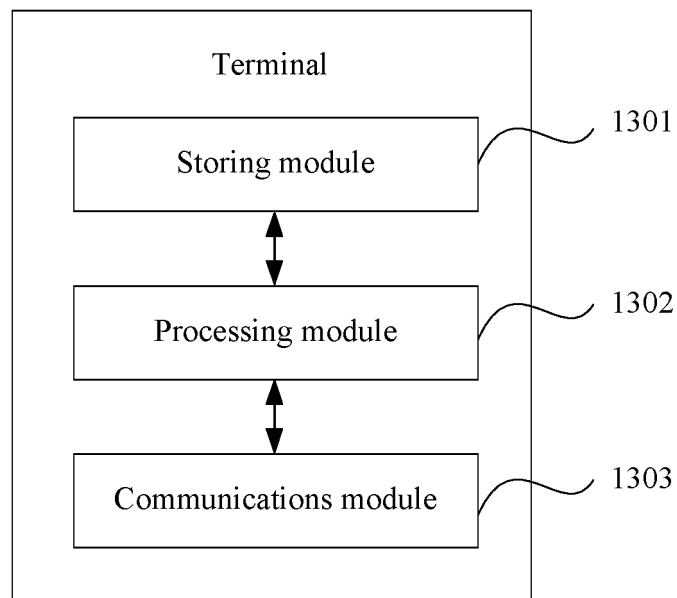 Terminal
Storing module
1301
Processing module
1302
Communications module
1303